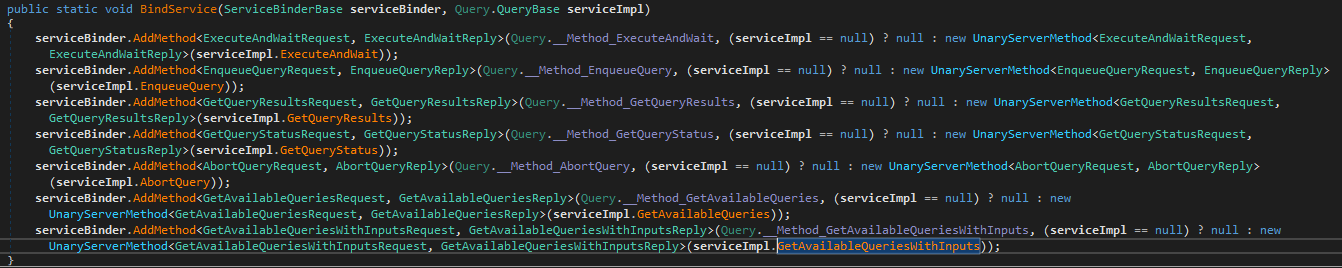 public static void BindService(ServiceBinderBase serviceBinder, Query.QueryBase serviceImpl)
{
serviceBinder.AddMethod<ExecuteAndWaitRequest, ExecuteAndWaitReply>(Query.__Method_ExecuteAndWait, (serviceImpl == null) ? null : new UnaryServerMethod<ExecuteAndWaitRequest,
ExecuteAndWaitReply>(serviceImpl.ExecuteAndWait));
serviceBinder.AddMethod<EnqueueQueryRequest, EnqueueQueryReply>(Query.__Method_EnqueueQuery, (serviceImpl == null) ? null : new UnaryServerMethod<EnqueueQueryRequest, EnqueueQueryReply>
(serviceImpl.EnqueueQuery));
serviceBinder.AddMethod<GetQueryResultsRequest, GetQueryResultsReply>(Query.__Method_GetQueryResults, (serviceImpl == null) ? null : new UnaryServerMethod<GetQueryResultsRequest,
GetQueryResultsReply>(serviceImpl.GetQueryResults));
serviceBinder.AddMethod<GetQueryStatusRequest, GetQueryStatusReply>(Query.__Method_GetQueryStatus, (serviceImpl == null) ? null : new UnaryServerMethod<GetQueryStatusRequest,
GetQueryStatusReply>(serviceImpl.GetQueryStatus));
serviceBinder.AddMethod<AbortQueryRequest, AbortQueryReply>(Query.__Method_AbortQuery, (serviceImpl == null) ? null : new UnaryServerMethod<AbortQueryRequest, AbortQueryReply>
(serviceImpl.AbortQuery));
serviceBinder.AddMethod<GetAvailableQueriesRequest, GetAvailableQueriesReply>(Query.__Method_GetAvailableQueries, (serviceImpl == null) ? null : new
UnaryServerMethod<GetAvailableQueriesRequest, GetAvailableQueriesReply>(serviceImpl.GetAvailableQueries));
serviceBinder.AddMethod<GetAvailableQueriesWithInputsRequest, GetAvailableQueriesWithInputsReply>(Query.__Method_GetAvailableQueriesWithInputs, (serviceImpl == null) ? null : new
UnaryServerMethod<GetAvailableQueriesWithInputsRequest, GetAvailableQueriesWithInputsReply>(serviceImpl.GetAvailableQueriesWithInputs));
}